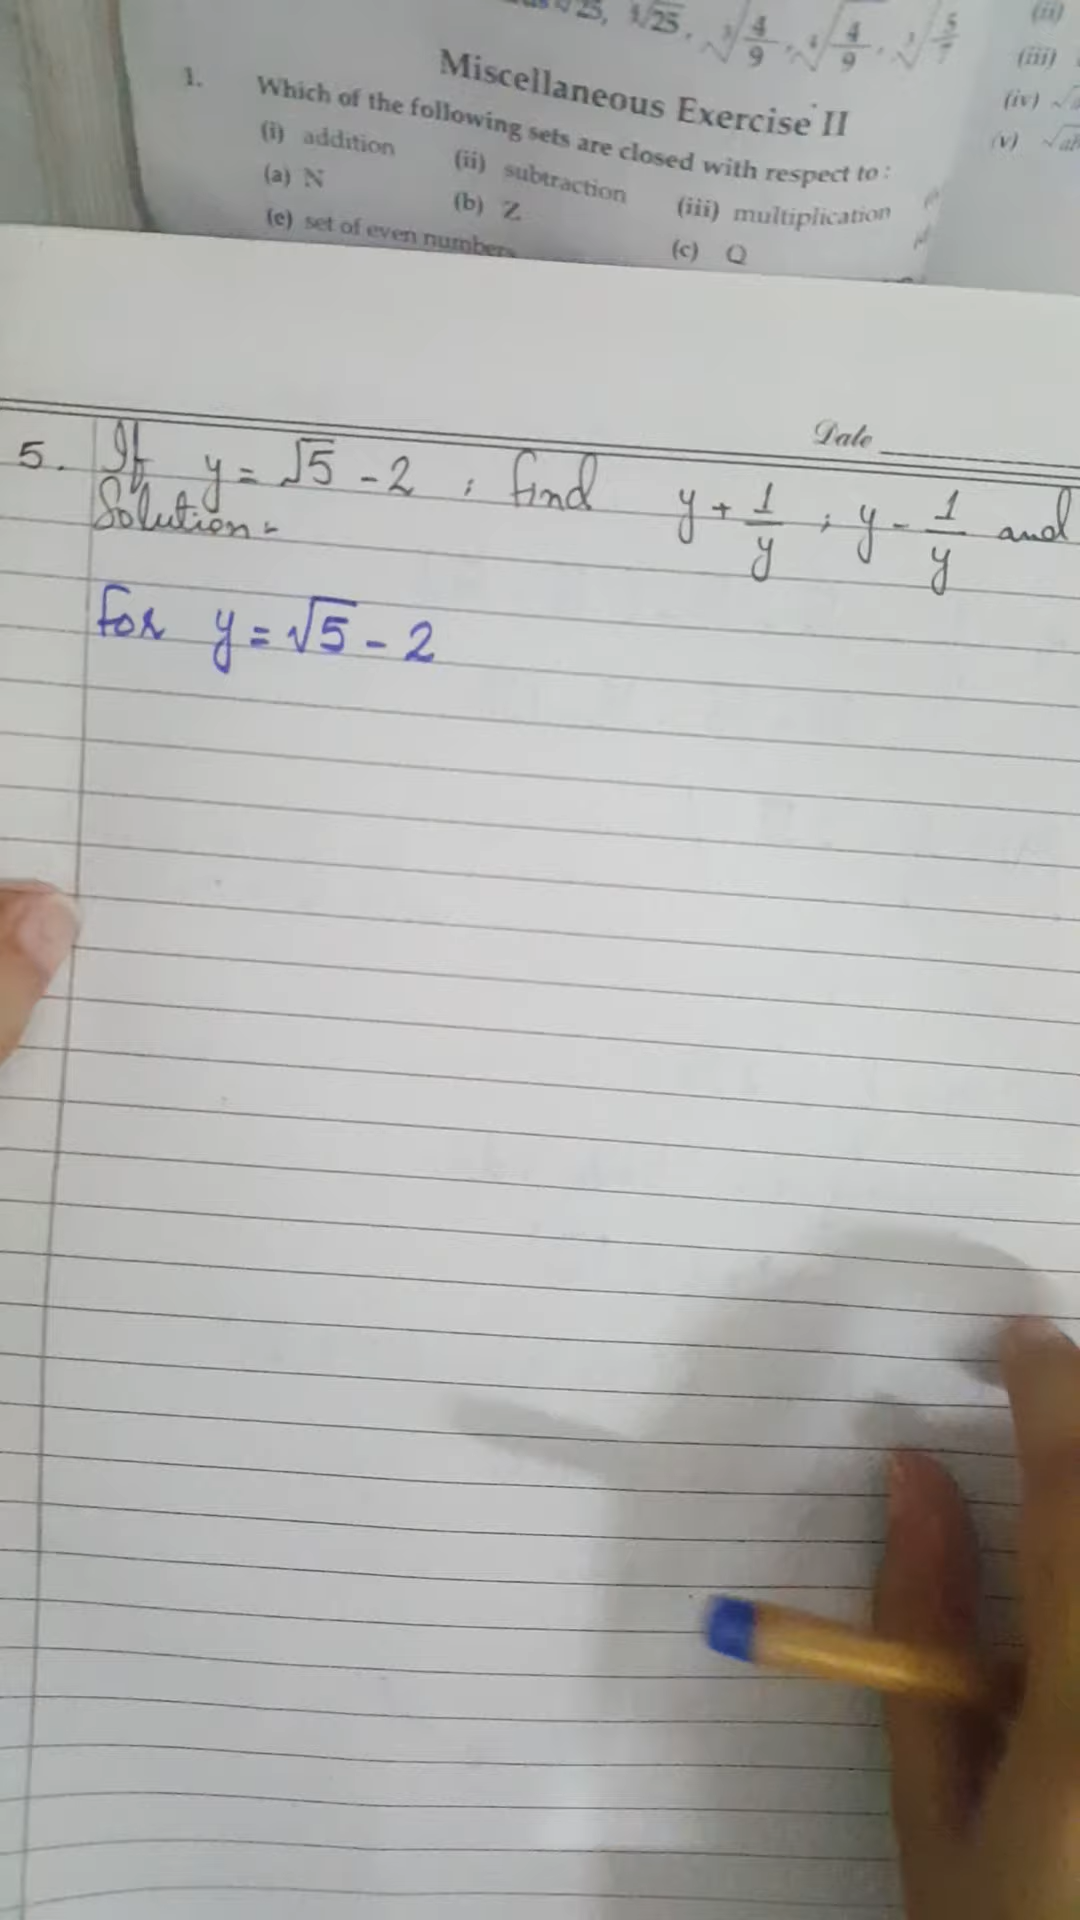 25, ∜25, ∛4/9, ∜4/9, ∛5/7
(ii)
(iii)
(iv)
(v) √ab
Miscellaneous Exercise II
1. Which of the following sets are closed with respect to :
(i) addition (ii) subtraction (iii) multiplication
(a) N (b) Z (c) Q
(e) set of even numbers
Date
5. If y = √5 - 2 ; find y + 1/y ; y - 1/y and
Solution:-
For y = √5 - 2